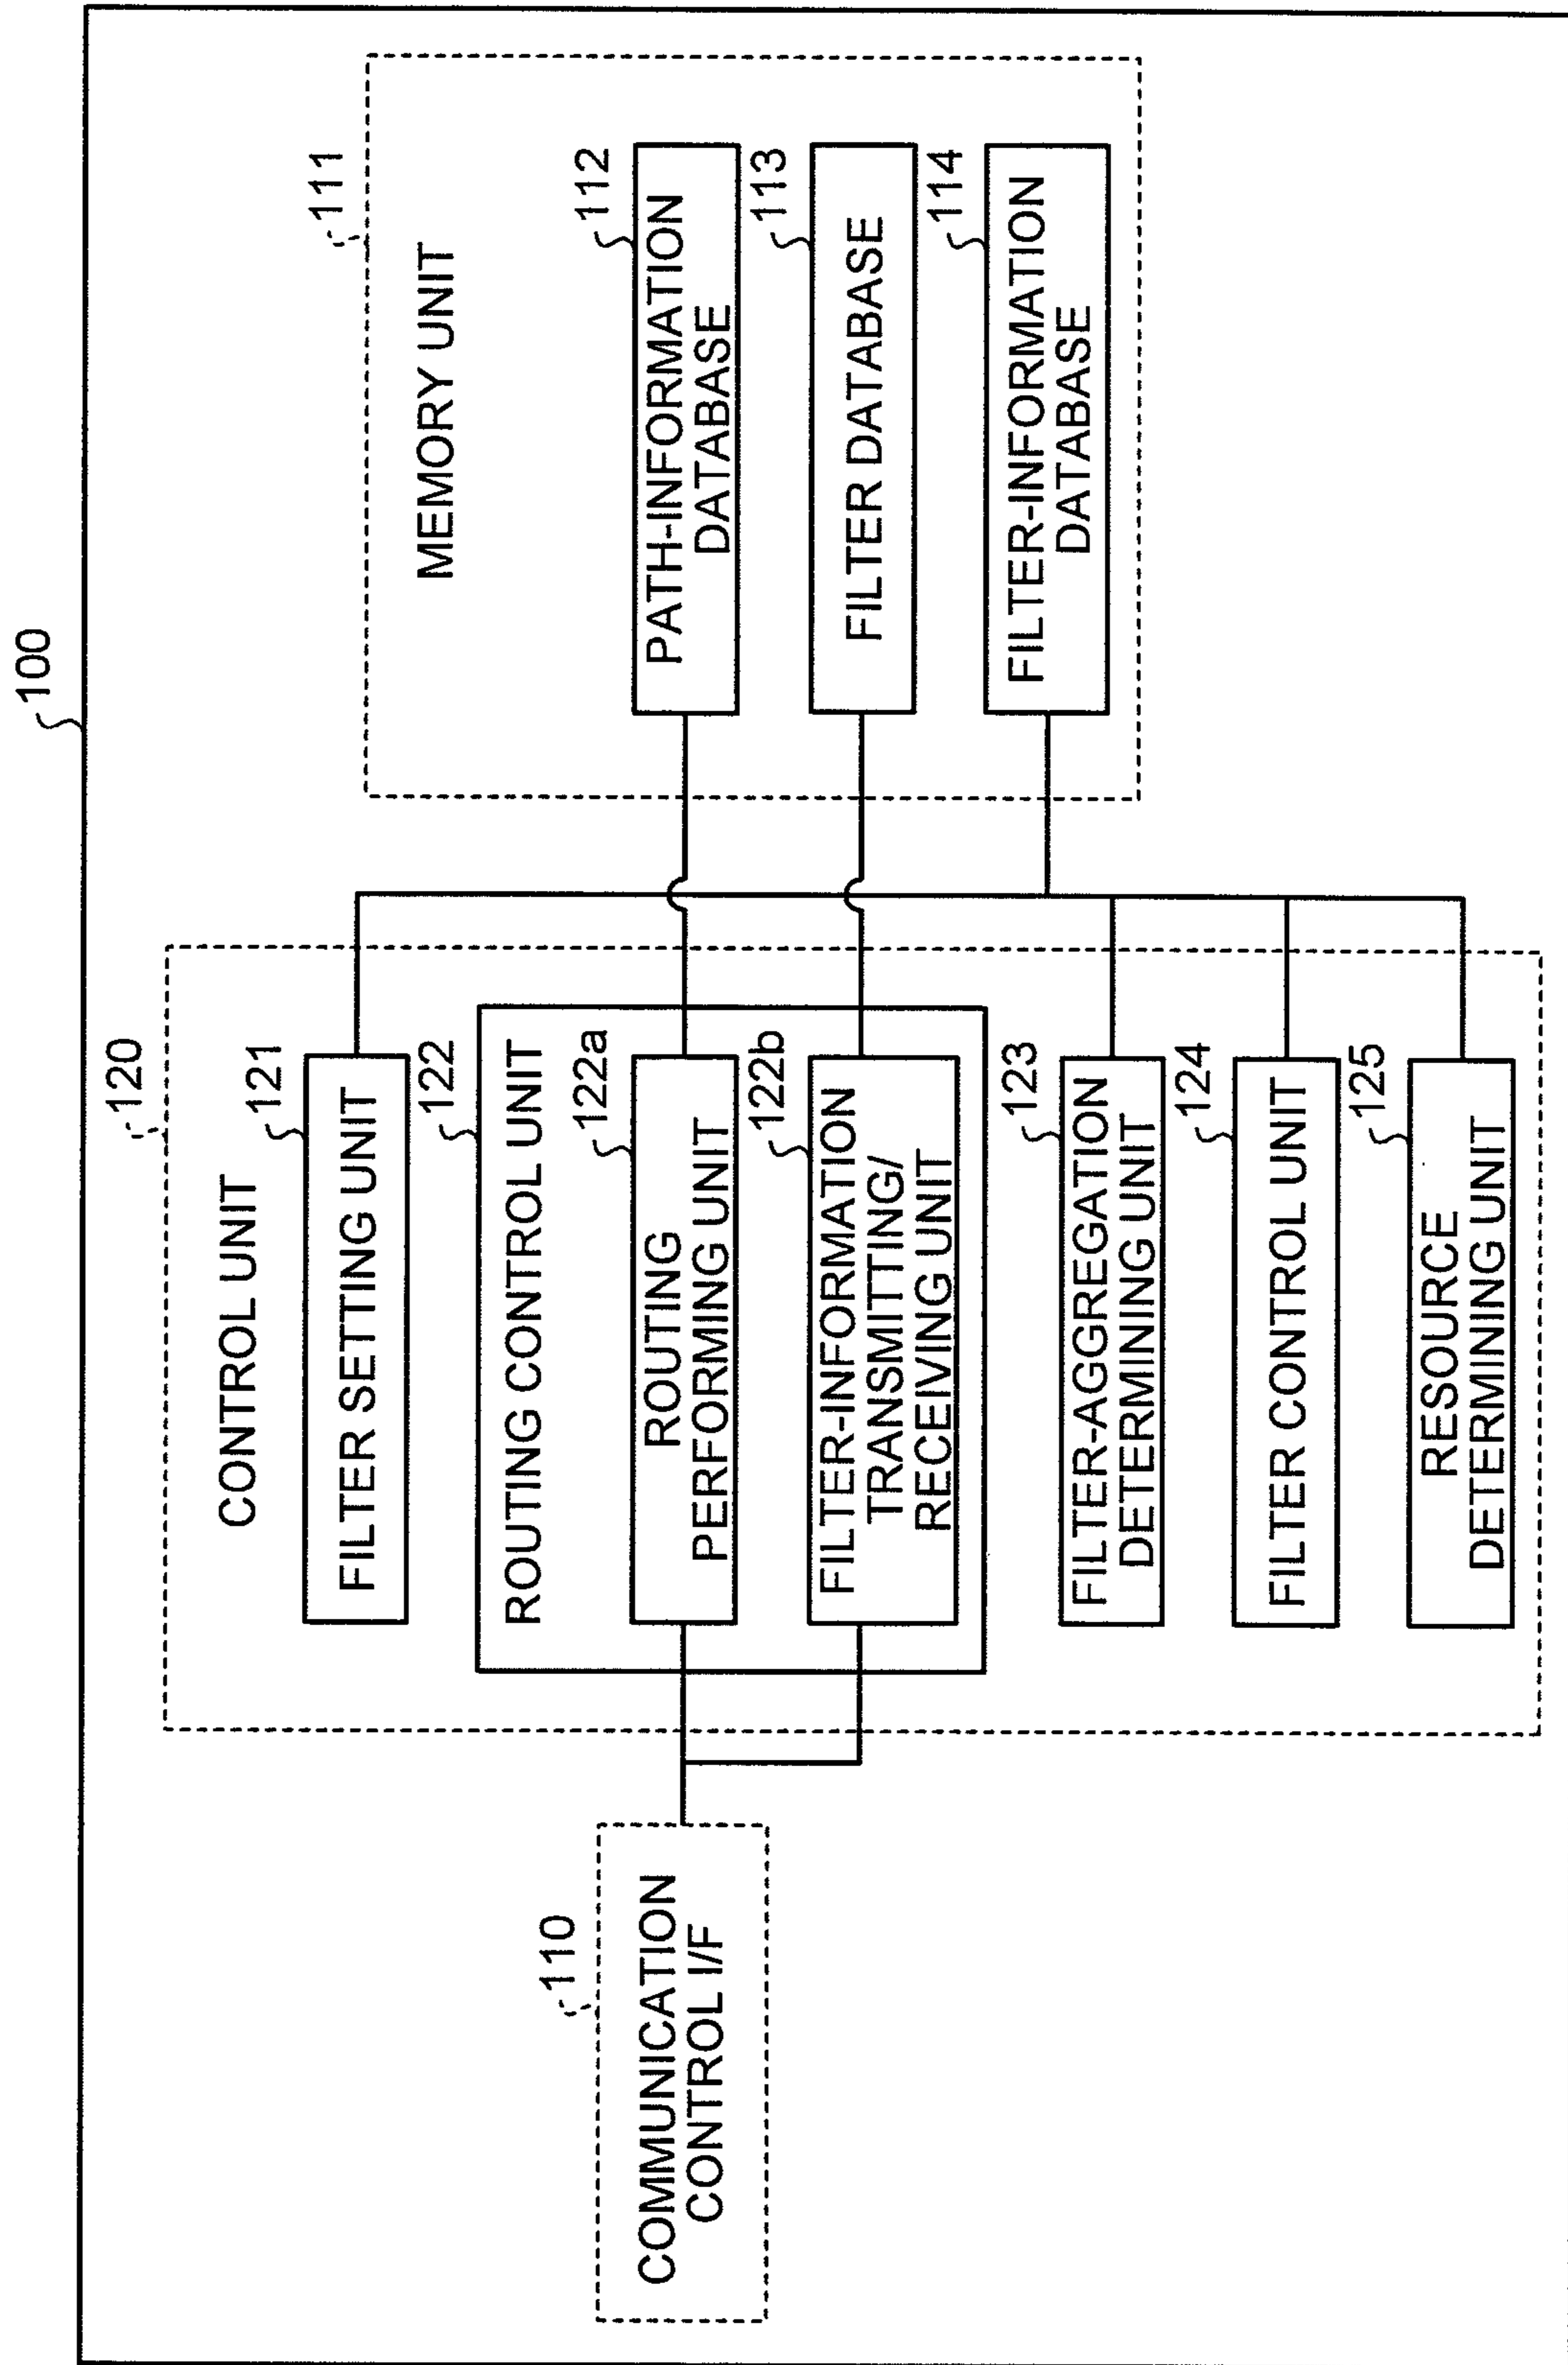 100
120
CONTROL UNIT
121
FILTER SETTING UNIT
122
ROUTING CONTROL UNIT
122a
ROUTING
PERFORMING UNIT
122b
FILTER-INFORMATION
TRANSMITTING/
RECEIVING UNIT
123
FILTER-AGGREGATION
DETERMINING UNIT
124
FILTER CONTROL UNIT
125
RESOURCE
DETERMINING UNIT
110
COMMUNICATION
CONTROL I/F
111
MEMORY UNIT
112
PATH-INFORMATION
DATABASE
113
FILTER DATABASE
114
FILTER-INFORMATION
DATABASE